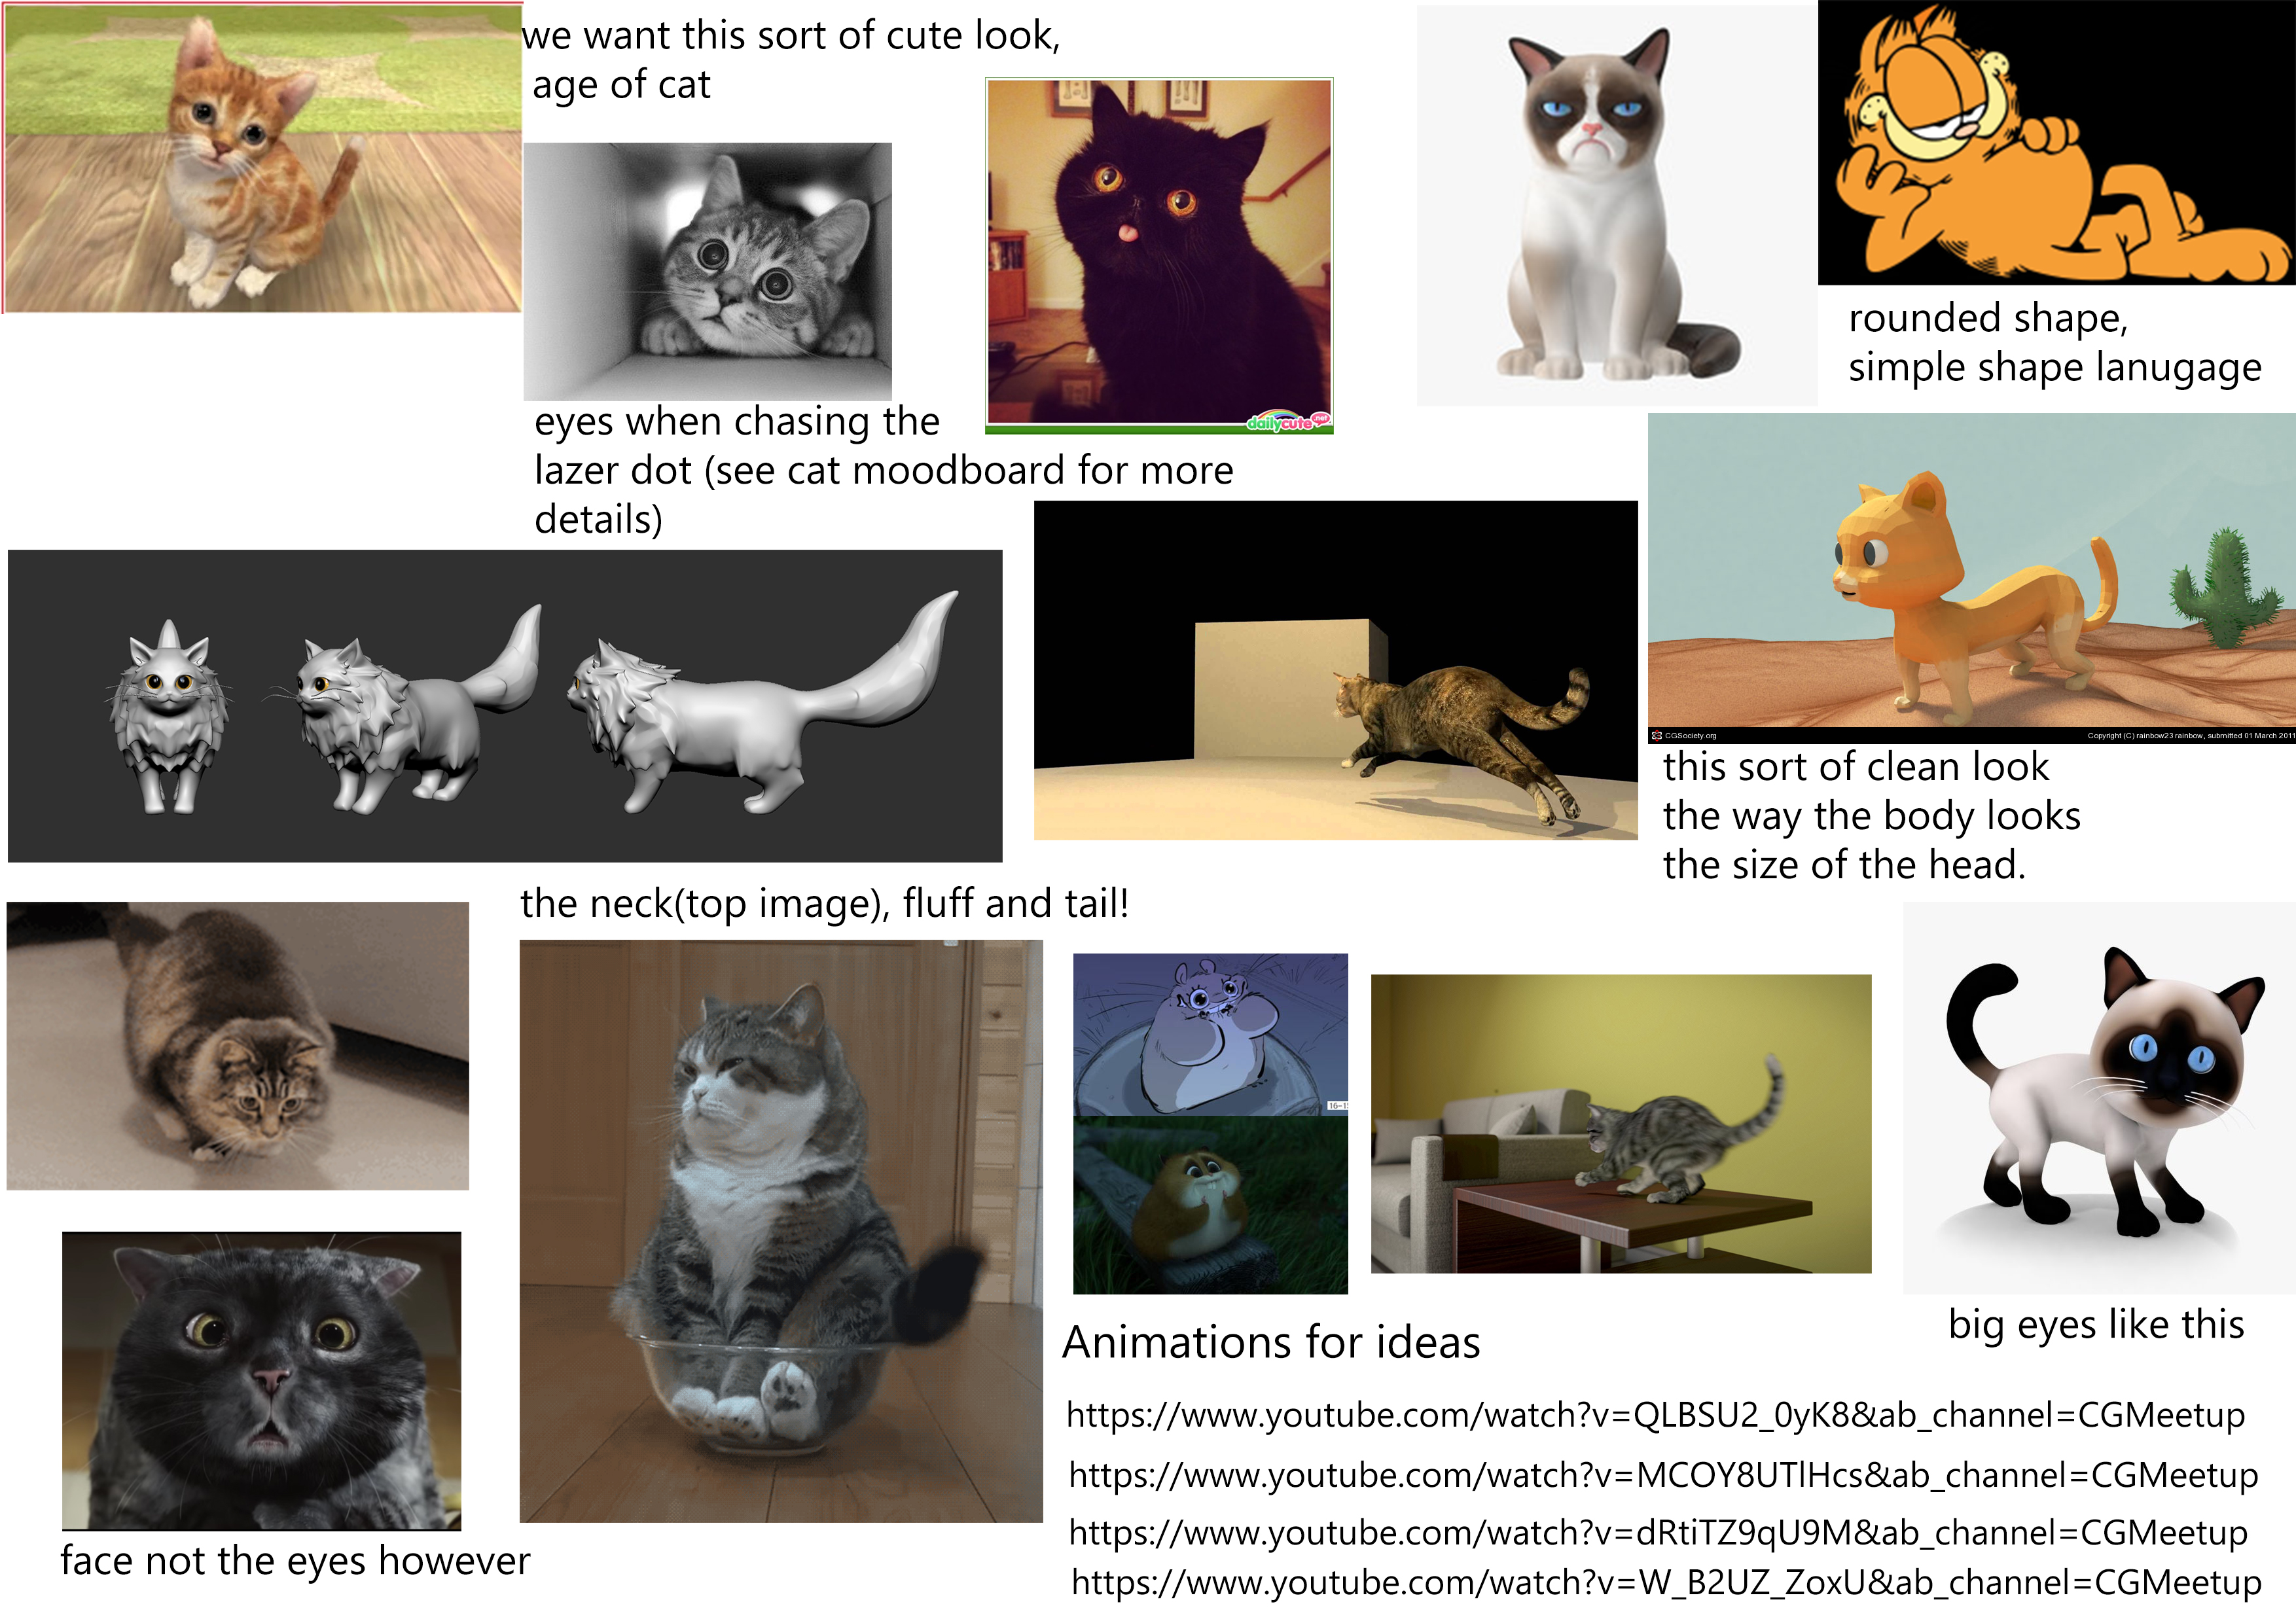 we want this sort of cute look,
age of cat
dailycute.net
eyes when chasing the
lazer dot (see cat moodboard for more
details)
rounded shape,
simple shape lanugage
CGSociety.org
Copyright (C) rainbow23 rainbow, submitted 01 March 2011
this sort of clean look
the way the body looks
the size of the head.
the neck(top image), fluff and tail!
big eyes like this
face not the eyes however
Animations for ideas
https://www.youtube.com/watch?v=QLBSU2_0yK8&ab_channel=CGMeetup
https://www.youtube.com/watch?v=MCOY8UTlHcs&ab_channel=CGMeetup
https://www.youtube.com/watch?v=dRtiTZ9qU9M&ab_channel=CGMeetup
https://www.youtube.com/watch?v=W_B2UZ_ZoxU&ab_channel=CGMeetup